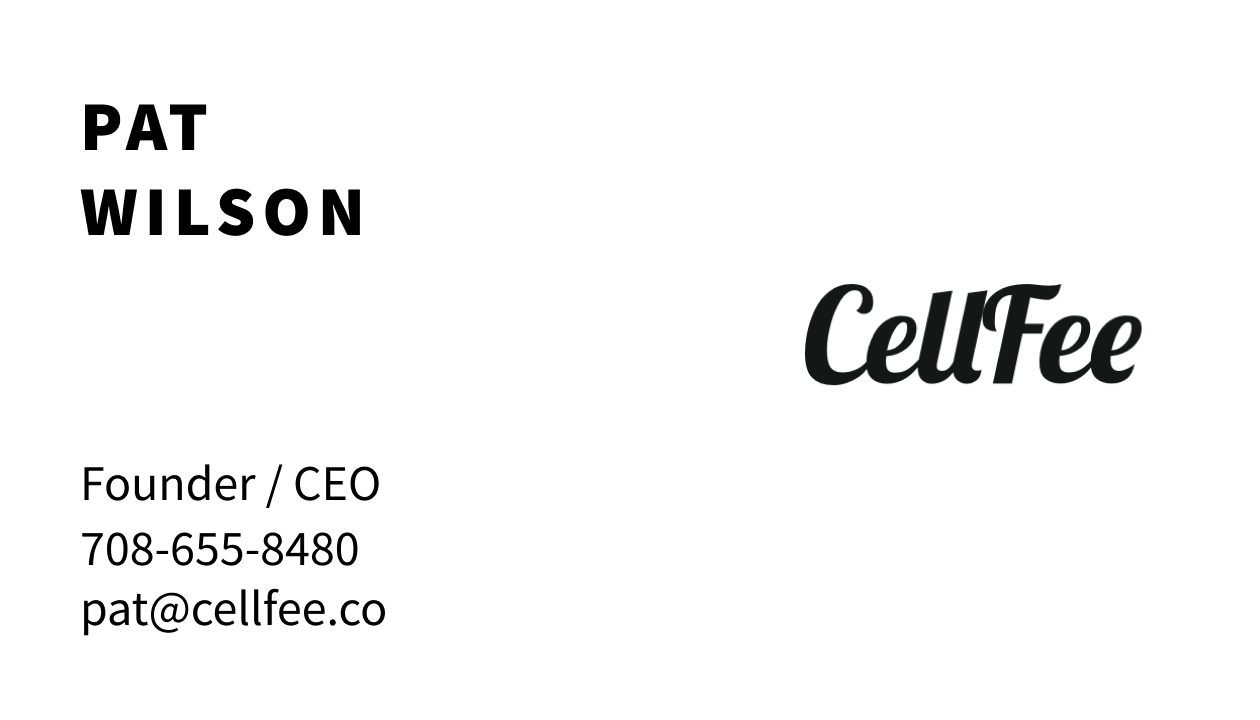 PAT
WILSON
CellFee
Founder / CEO
708-655-8480
pat@cellfee.co